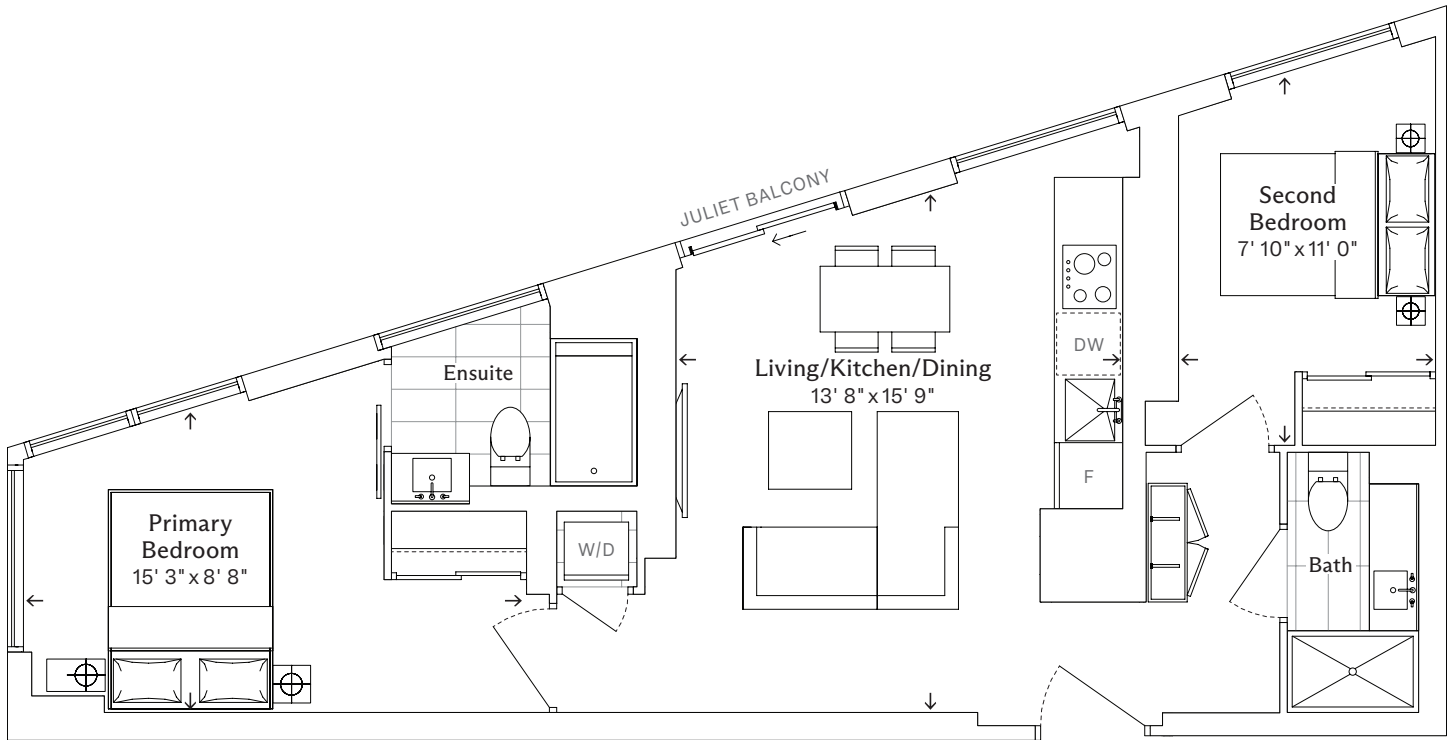 JULIET BALCONY
Second
Bedroom
7' 10" x 11' 0"
DW
Living/Kitchen/Dining
13' 8" x 15' 9"
Ensuite
F
Primary
Bedroom
15' 3" x 8' 8"
W/D
Bath